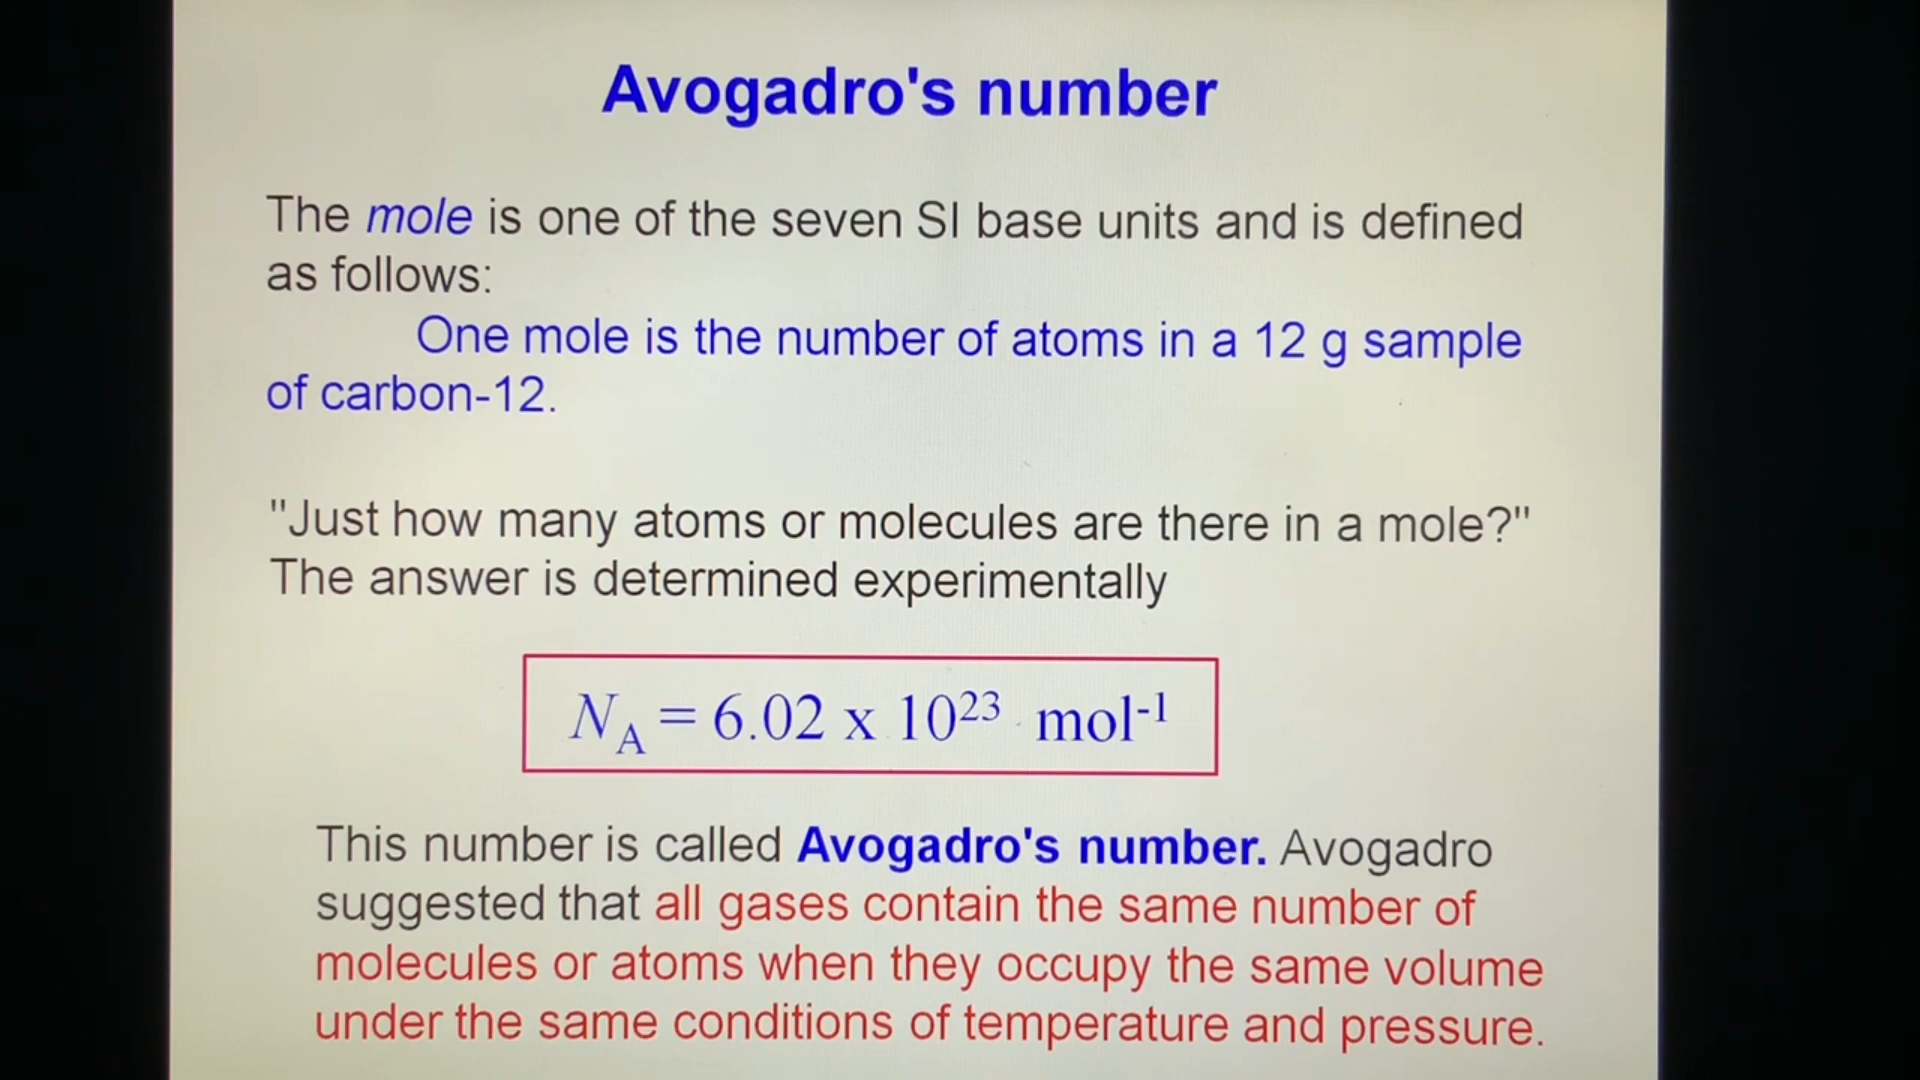 Avogadro's number
The mole is one of the seven SI base units and is defined
as follows:
One mole is the number of atoms in a 12 g sample
of carbon-12.
"Just how many atoms or molecules are there in a mole?"
The answer is determined experimentally
N_A = 6.02 x 10^23 mol^-1
This number is called Avogadro's number. Avogadro
suggested that all gases contain the same number of
molecules or atoms when they occupy the same volume
under the same conditions of temperature and pressure.